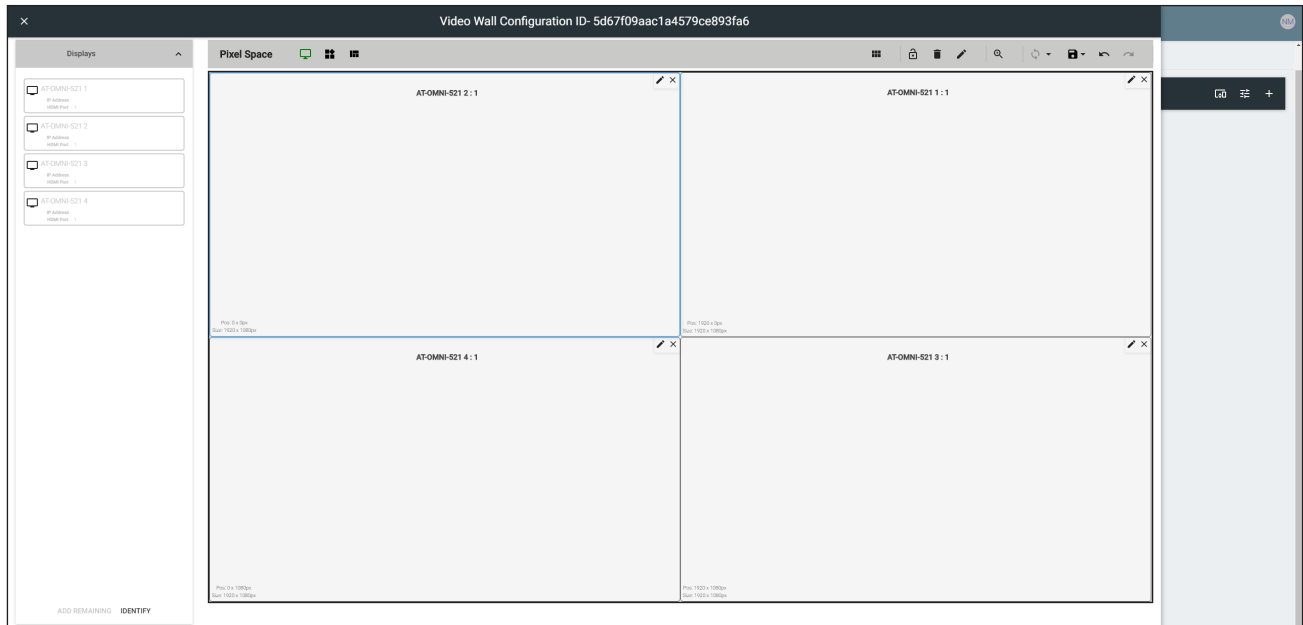 Video Wall Configuration ID- 5d67f09aac1a4579ce893fa6
NM
Displays
Pixel Space
AT-OMNI-521 1
IP Address
HDMI Port 1
AT-OMNI-521 2
IP Address
HDMI Port 1
AT-OMNI-521 3
IP Address
HDMI Port 1
AT-OMNI-521 4
IP Address
HDMI Port 1
AT-OMNI-521 2 : 1
Pos: 0 x 0px
Size: 1920 x 1080px
AT-OMNI-521 1 : 1
Pos: 1920 x 0px
Size: 1920 x 1080px
AT-OMNI-521 4 : 1
Pos: 0 x 1080px
Size: 1920 x 1080px
AT-OMNI-521 3 : 1
Pos: 1920 x 1080px
Size: 1920 x 1080px
ADD REMAINING IDENTIFY